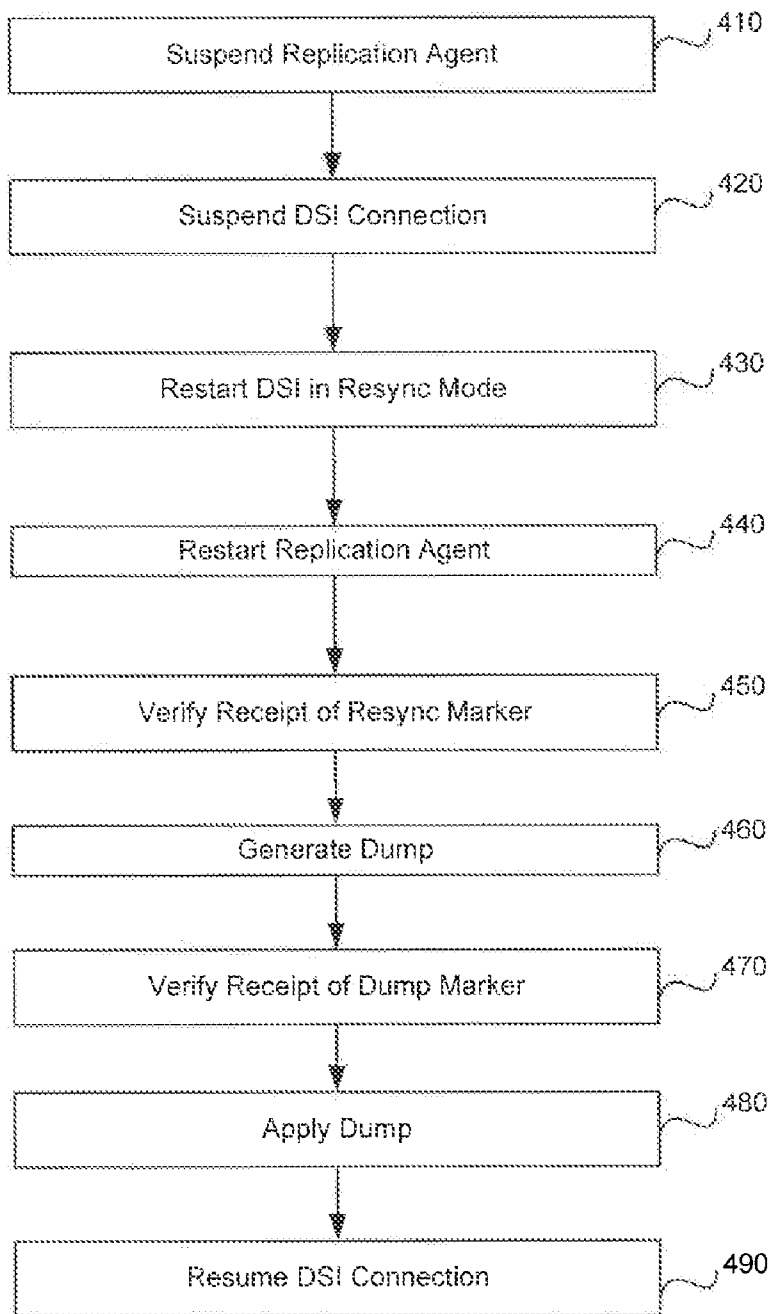 410
Suspend Replication Agent
420
Suspend DSI Connection
430
Restart DSI in Resync Mode
440
Restart Replication Agent
450
Verify Receipt of Resync Marker
460
Generate Dump
470
Verify Receipt of Dump Marker
480
Apply Dump
490
Resume DSI Connection